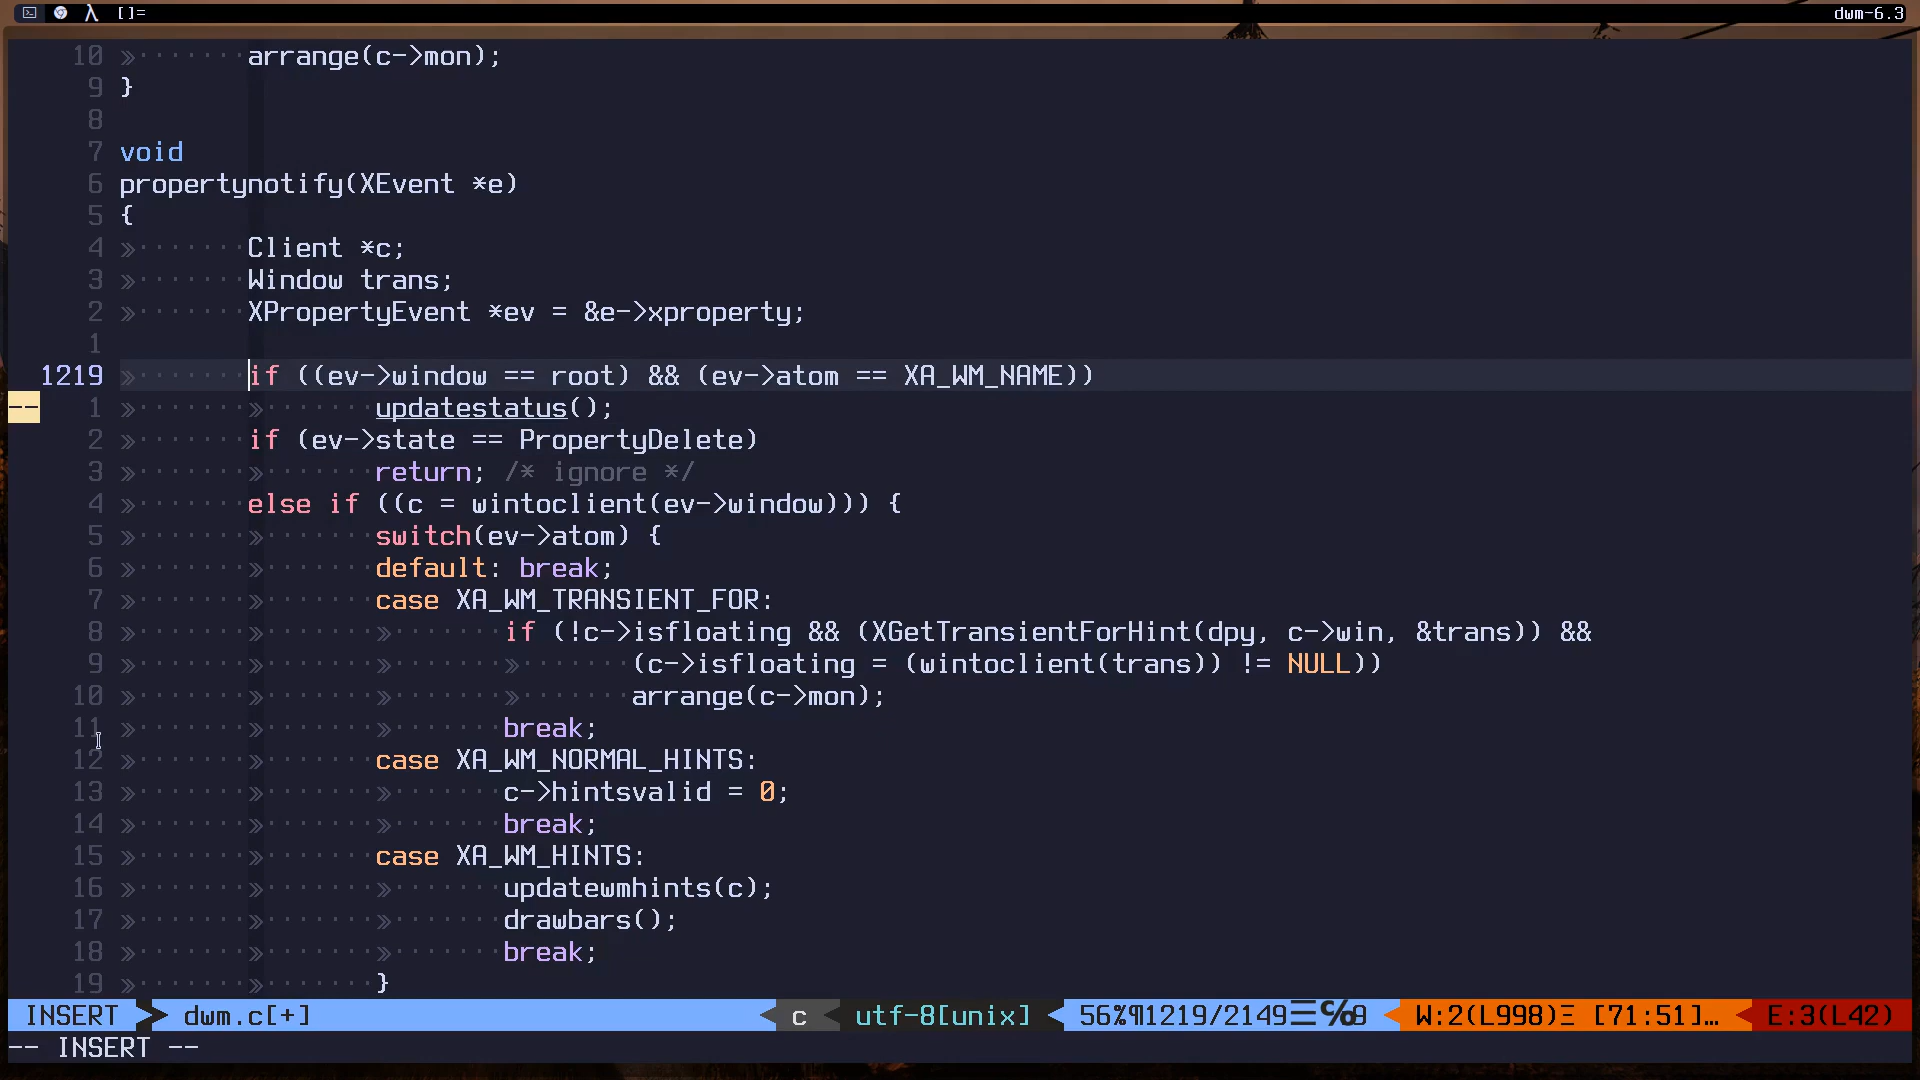 λ []= dwm-6.3
10 » ······· arrange(c->mon);
9 }
8
7 void
6 propertynotify(XEvent *e)
5 {
4 » ······· Client *c;
3 » ······· Window trans;
2 » ······· XPropertyEvent *ev = &e->xproperty;
1
1219 » ······· if ((ev->window == root) && (ev->atom == XA_WM_NAME))
-- 1 » ······· » ······· updatestatus();
2 » ······· if (ev->state == PropertyDelete)
3 » ······· » ······· return; /* ignore */
4 » ······· else if ((c = wintoclient(ev->window))) {
5 » ······· » ······· switch(ev->atom) {
6 » ······· » ······· default: break;
7 » ······· » ······· case XA_WM_TRANSIENT_FOR:
8 » ······· » ······· » ······· if (!c->isfloating && (XGetTransientForHint(dpy, c->win, &trans)) &&
9 » ······· » ······· » ······· » ······· (c->isfloating = (wintoclient(trans)) != NULL))
10 » ······· » ······· » ······· » ······· arrange(c->mon);
11 » ······· » ······· » ······· break;
12 » ······· » ······· case XA_WM_NORMAL_HINTS:
13 » ······· » ······· » ······· c->hintsvalid = 0;
14 » ······· » ······· » ······· break;
15 » ······· » ······· case XA_WM_HINTS:
16 » ······· » ······· » ······· updatewmhints(c);
17 » ······· » ······· » ······· drawbars();
18 » ······· » ······· » ······· break;
19 » ······· » ······· }
INSERT dwm.c[+] c utf-8[unix] 56%¶1219/2149☰℅9 W:2(L998)Ξ [71:51]… E:3(L42)
-- INSERT --